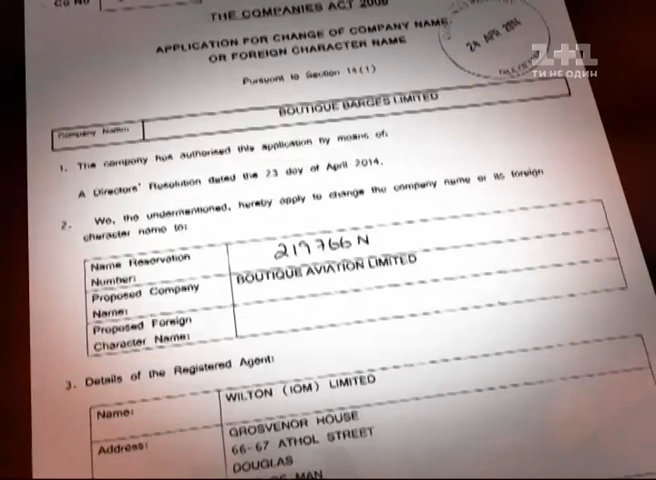 Co No
THE COMPANIES ACT 2006
APPLICATION FOR CHANGE OF COMPANY NAME
OR FOREIGN CHARACTER NAME
Pursuant to Section 14(1)
24 APR 2014
1+1
ТИ НЕ ОДИН
Company Name: BOUTIQUE BARGES LIMITED
1. The company has authorised this application by means of:
A Directors' Resolution dated the 23 day of April 2014.
2. We, the undermentioned, hereby apply to change the company name or its foreign
character name to:
Name Reservation
Number: 219766N
Proposed Company
Name: BOUTIQUE AVIATION LIMITED
Proposed Foreign
Character Name:
3. Details of the Registered Agent:
Name: WILTON (IOM) LIMITED
Address: GROSVENOR HOUSE
66-67 ATHOL STREET
DOUGLAS
MAN